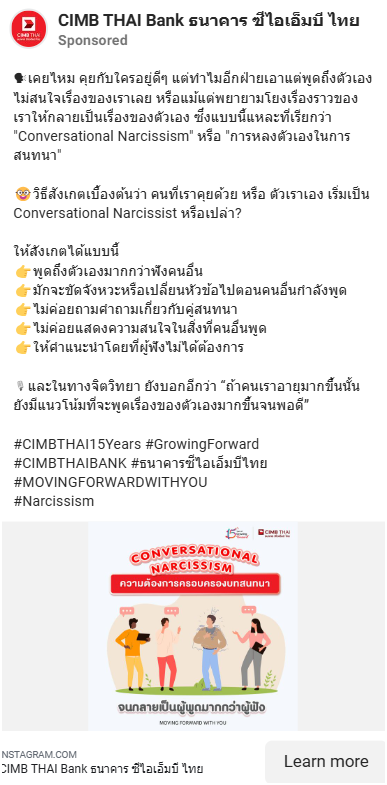 CIMB THAI Bank ธนาคาร ซีไอเอ็มบี ไทย
Sponsored
🗣️เคยไหม คุยกับใครอยู่ดีๆ แต่ทำไมอีกฝ่ายเอาแต่พูดถึงตัวเอง
ไม่สนใจเรื่องของเราเลย หรือแม้แต่พยายามโยงเรื่องราวของ
เราให้กลายเป็นเรื่องของตัวเอง ซึ่งแบบนี้แหละที่เรียกว่า
"Conversational Narcissism" หรือ "การหลงตัวเองในการ
สนทนา"
🤓วิธีสังเกตเบื้องต้นว่า คนที่เราคุยด้วย หรือ ตัวเราเอง เริ่มเป็น
Conversational Narcissist หรือเปล่า?
ให้สังเกตได้แบบนี้
👉พูดถึงตัวเองมากกว่าฟังคนอื่น
👉มักจะขัดจังหวะหรือเปลี่ยนหัวข้อไปตอนคนอื่นกำลังพูด
👉ไม่ค่อยถามคำถามเกี่ยวกับคู่สนทนา
👉ไม่ค่อยแสดงความสนใจในสิ่งที่คนอื่นพูด
👉ให้คำแนะนำโดยที่ผู้ฟังไม่ได้ต้องการ
🎙️และในทางจิตวิทยา ยังบอกอีกว่า “ถ้าคนเราอายุมากขึ้นนั้น
ยังมีแนวโน้มที่จะพูดเรื่องของตัวเองมากขึ้นจนพอดี”
#CIMBTHAI15Years #GrowingForward
#CIMBTHAIBANK #ธนาคารซีไอเอ็มบีไทย
#MOVINGFORWARDWITHYOU
#Narcissism
CIMB THAI
CONVERSATIONAL
NARCISSISM
ความต้องการครอบครองบทสนทนา
จนกลายเป็นผู้พูดมากกว่าผู้ฟัง
MOVING FORWARD WITH YOU
NSTAGRAM.COM
CIMB THAI Bank ธนาคาร ซีไอเอ็มบี ไทย
Learn more